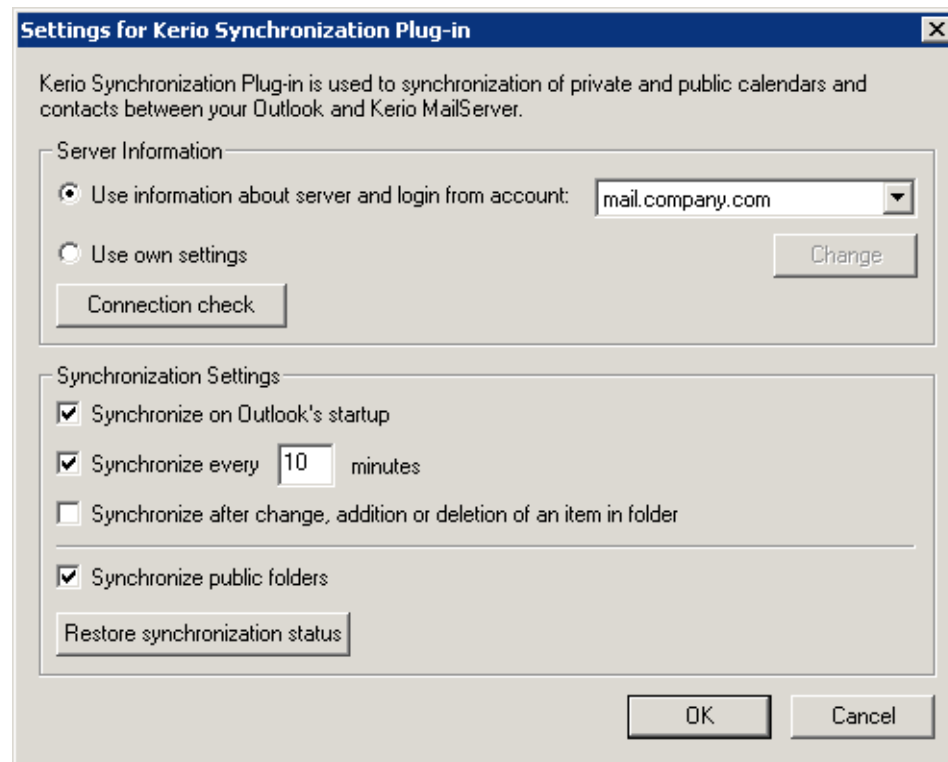 Settings for Kerio Synchronization Plug-in
Kerio Synchronization Plug-in is used to synchronization of private and public calendars and
contacts between your Outlook and Kerio MailServer.
Server Information
Use information about server and login from account: mail.company.com
Use own settings Change
Connection check
Synchronization Settings
Synchronize on Outlook's startup
Synchronize every 10 minutes
Synchronize after change, addition or deletion of an item in folder
Synchronize public folders
Restore synchronization status
OK Cancel